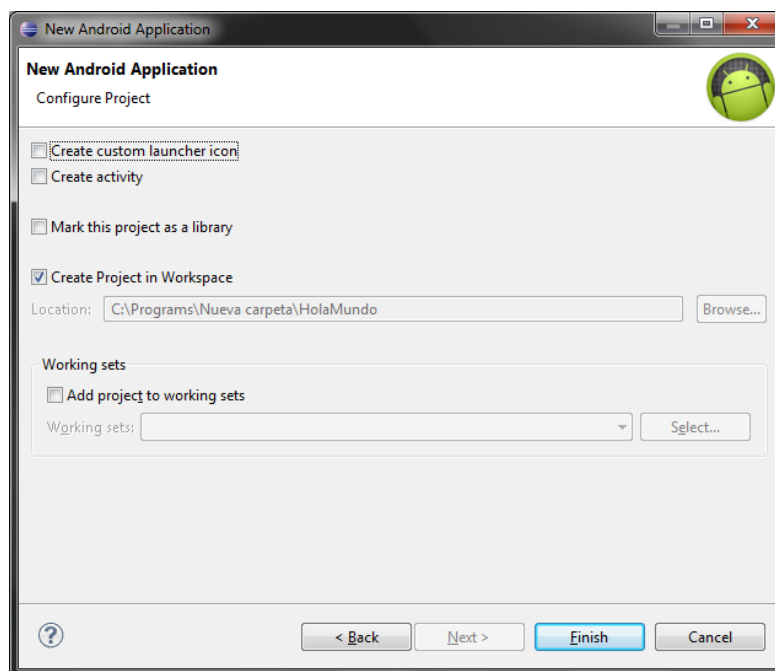 New Android Application
New Android Application
Configure Project
Create custom launcher icon
Create activity
Mark this project as a library
Create Project in Workspace
Location: C:\Programs\Nueva carpeta\HolaMundo Browse...
Working sets
Add project to working sets
Working sets: Select...
? < Back Next > Finish Cancel